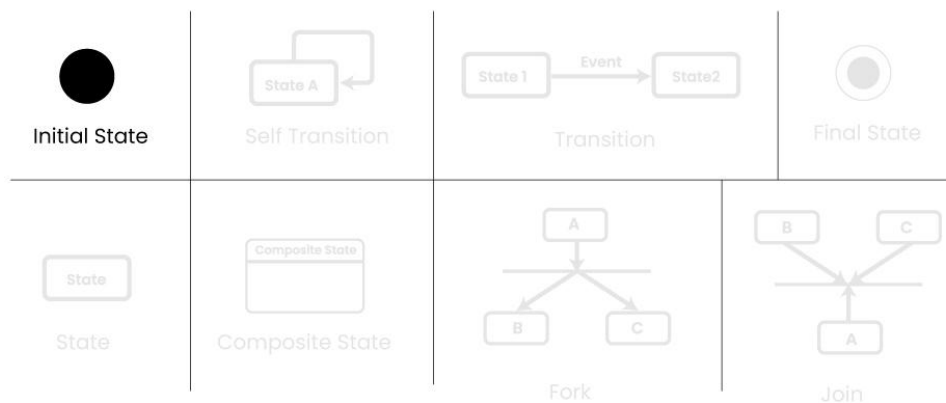 State A
Event
State 1
State2
Initial State
Self Transition
Transition
Final State
A
B
C
Composite State
State
B
C
A
State
Composite State
Fork
Join